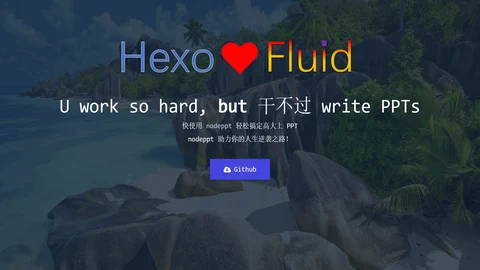 Hexo ❤ Fluid
U work so hard, but 干不过 write PPTs
快使用 nodeppt 轻松搞定高大上 PPT
nodeppt 助力你的人生逆袭之路！
Github